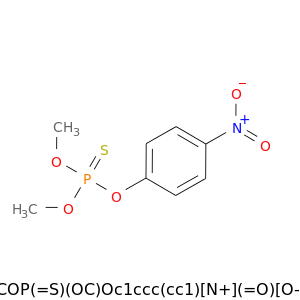 O⁻
N⁺
CH₃
S
O
O
P
H₃C
O
O
COP(=S)(OC)Oc1ccc(cc1)[N+](=O)[O-